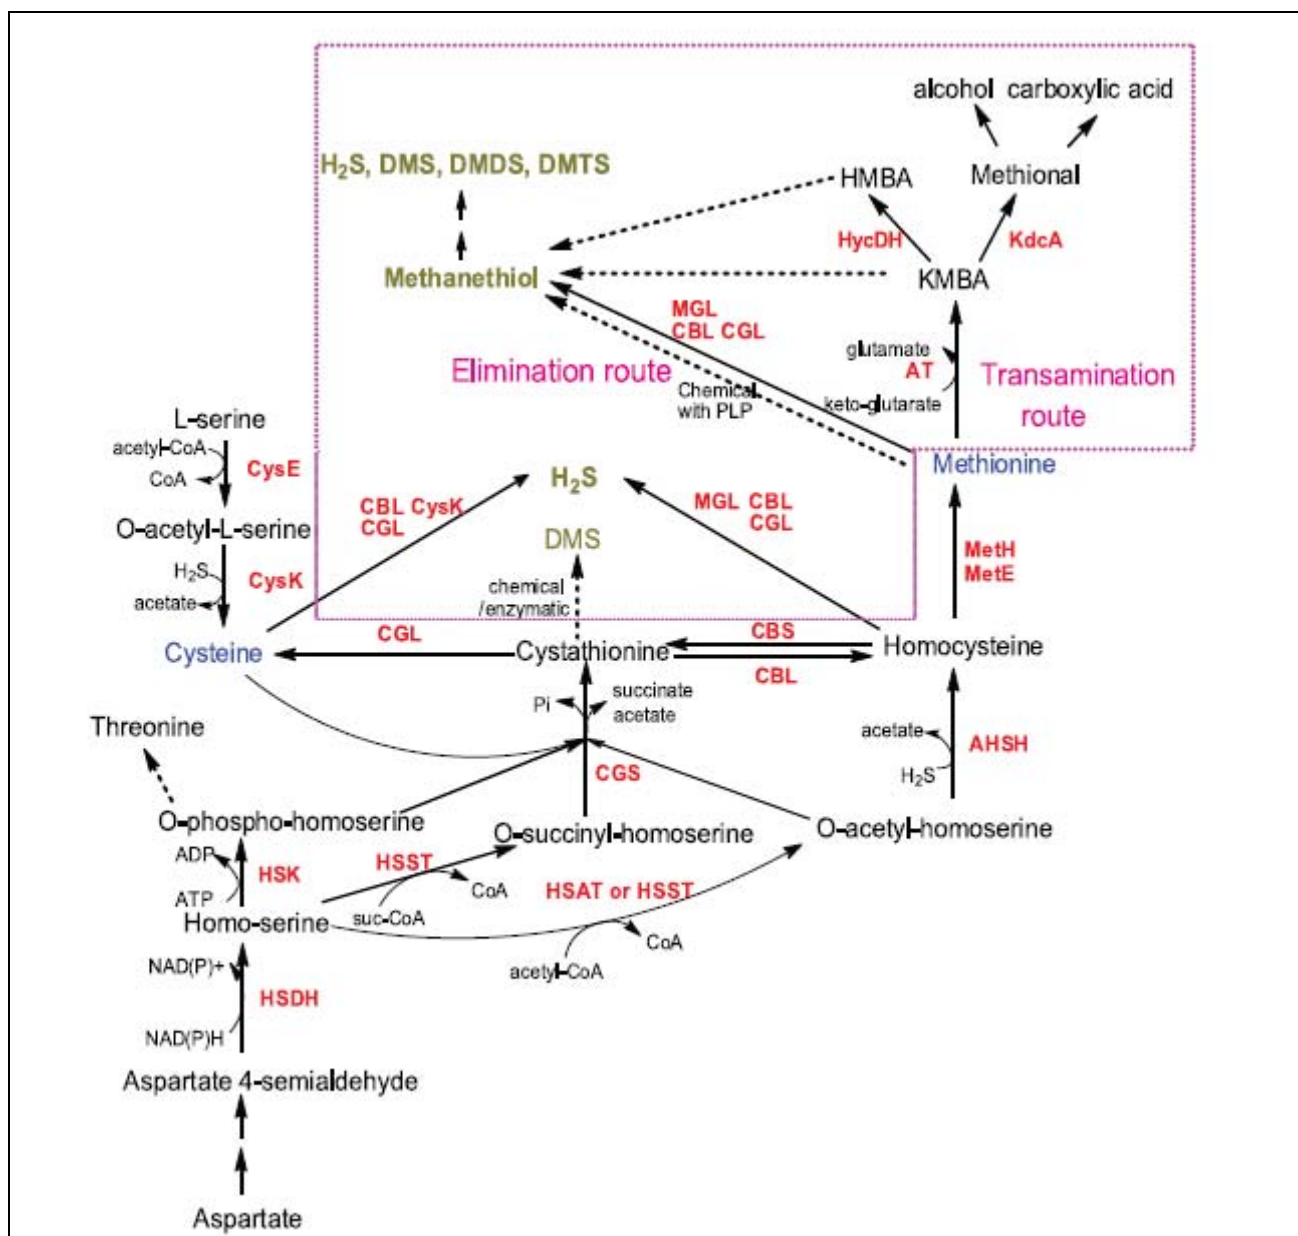 alcohol carboxylic acid
H₂S, DMS, DMDS, DMTS
HMBA
Methional
HycDH
KdcA
Methanethiol
KMBA
MGL
CBL CGL
glutamate
AT
keto-glutarate
Elimination route
Chemical
with PLP
Transamination
route
L-serine
acetyl-CoA
CoA
CysE
Methionine
H₂S
CBL CysK
CGL
MGL CBL
CGL
O-acetyl-L-serine
DMS
H₂S
CysK
acetate
chemical
/enzymatic
MetH
MetE
CGL
CBS
Cysteine
Cystathionine
Homocysteine
CBL
Pi
succinate
acetate
Threonine
acetate
AHSH
H₂S
CGS
O-phospho-homoserine
O-succinyl-homoserine
O-acetyl-homoserine
ADP
HSK
ATP
HSST
CoA
suc-CoA
HSAT or HSST
Homo-serine
CoA
acetyl-CoA
NAD(P)+
HSDH
NAD(P)H
Aspartate 4-semialdehyde
Aspartate